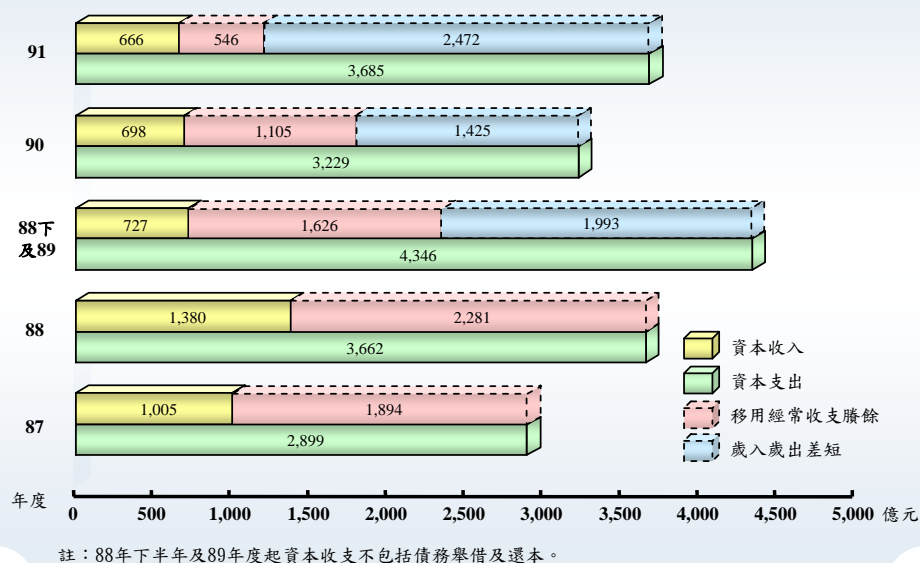 666 546 2,472
91
3,685
698 1,105 1,425
90
3,229
727 1,626 1,993
88下
及89
4,346
1,380 2,281
88
3,662
1,005 1,894
87
2,899
資本收入
資本支出
移用經常收支賸餘
歲入歲出差短
年度
0 500 1,000 1,500 2,000 2,500 3,000 3,500 4,000 4,500 5,000 億元
註：88年下半年及89年度起資本收支不包括債務舉借及還本。